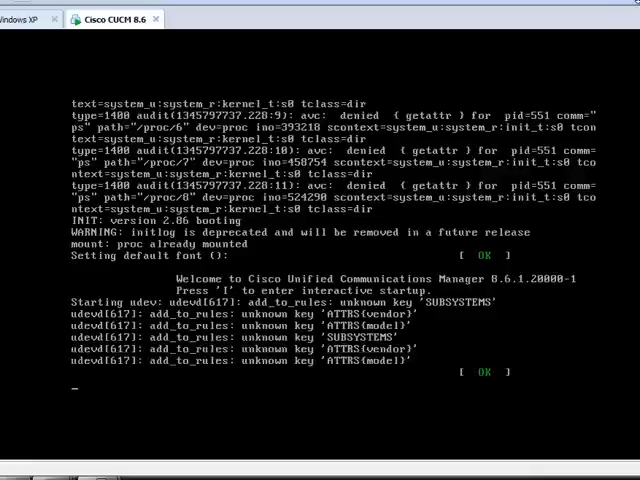 Windows XP
Cisco CUCM 8.6
text=system_u:system_r:kernel_t:s0 tclass=dir
type=1400 audit(1345797737.228:9): avc:  denied  { getattr } for  pid=551 comm="
ps" path="/proc/6" dev=proc ino=393218 scontext=system_u:system_r:init_t:s0 tcon
text=system_u:system_r:kernel_t:s0 tclass=dir
type=1400 audit(1345797737.228:10): avc:  denied  { getattr } for  pid=551 comm=
"ps" path="/proc/7" dev=proc ino=458754 scontext=system_u:system_r:init_t:s0 tco
ntext=system_u:system_r:kernel_t:s0 tclass=dir
type=1400 audit(1345797737.228:11): avc:  denied  { getattr } for  pid=551 comm=
"ps" path="/proc/8" dev=proc ino=524290 scontext=system_u:system_r:init_t:s0 tco
ntext=system_u:system_r:kernel_t:s0 tclass=dir
INIT: version 2.86 booting
WARNING: initlog is deprecated and will be removed in a future release
mount: proc already mounted
Setting default font ():                                   [  OK  ]
Welcome to Cisco Unified Communications Manager 8.6.1.20000-1
Press 'I' to enter interactive startup.
Starting udev: udevd[617]: add_to_rules: unknown key 'SUBSYSTEMS'
udevd[617]: add_to_rules: unknown key 'ATTRS{vendor}'
udevd[617]: add_to_rules: unknown key 'ATTRS{model}'
udevd[617]: add_to_rules: unknown key 'SUBSYSTEMS'
udevd[617]: add_to_rules: unknown key 'ATTRS{vendor}'
udevd[617]: add_to_rules: unknown key 'ATTRS{model}'
[  OK  ]